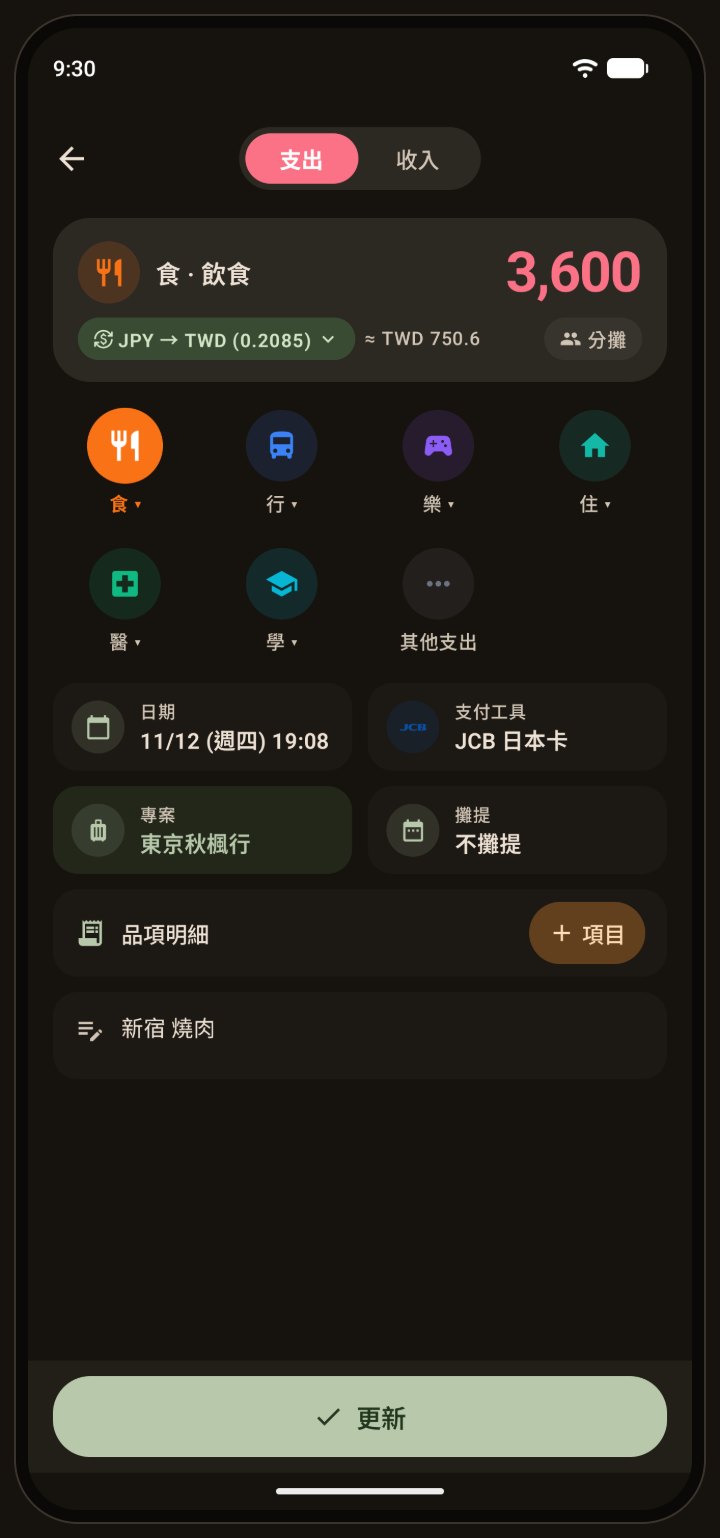 9:30
支出 收入
食 · 飲食 3,600
JPY → TWD (0.2085) ≈ TWD 750.6 分攤
食 ▾ 行 ▾ 樂 ▾ 住 ▾
醫 ▾ 學 ▾ 其他支出
日期
11/12 (週四) 19:08
JCB
支付工具
JCB 日本卡
專案
東京秋楓行
攤提
不攤提
品項明細 + 項目
新宿 燒肉
更新